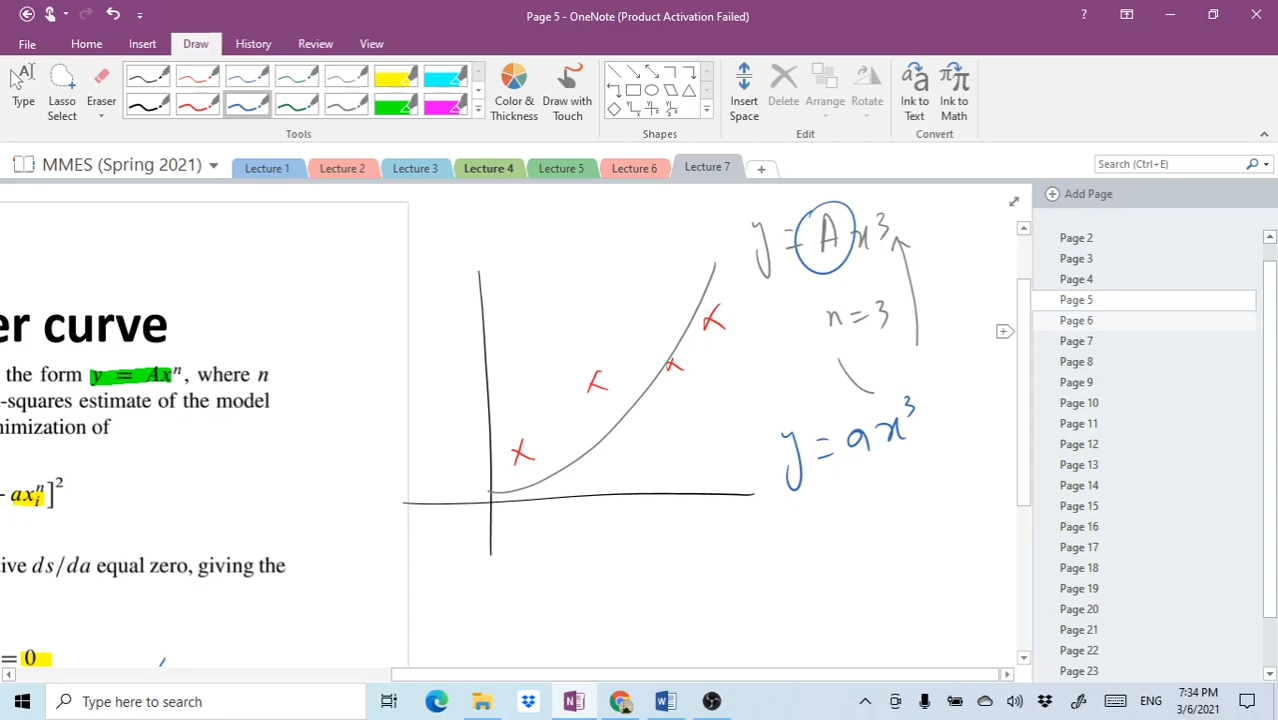 Page 5 - OneNote (Product Activation Failed)
?
File Home Insert Draw History Review View
Type Lasso Select Eraser Color & Thickness Draw with Touch Insert Space Delete Arrange Rotate Ink to Text Ink to Math
Tools Shapes Edit Convert
MMES (Spring 2021) Lecture 1 Lecture 2 Lecture 3 Lecture 4 Lecture 5 Lecture 6 Lecture 7 Search (Ctrl+E)
Add Page
Page 2
Page 3
Page 4
Page 5
Page 6
Page 7
Page 8
Page 9
Page 10
Page 11
Page 12
Page 13
Page 14
Page 15
Page 16
Page 17
Page 18
Page 19
Page 20
Page 21
Page 22
Page 23
er curve
the form y = Axⁿ, where n
-squares estimate of the model
nimization of
- axᵢⁿ]²
ive ds/da equal zero, giving the
= 0
y = Ax³
n = 3
y = ax³
Type here to search
ENG
7:34 PM
3/6/2021